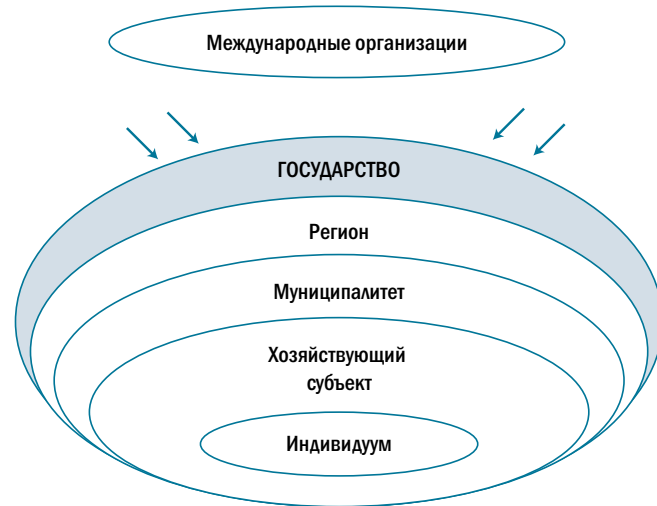 Международные организации
ГОСУДАРСТВО
Регион
Муниципалитет
Хозяйствующий
субъект
Индивидуум